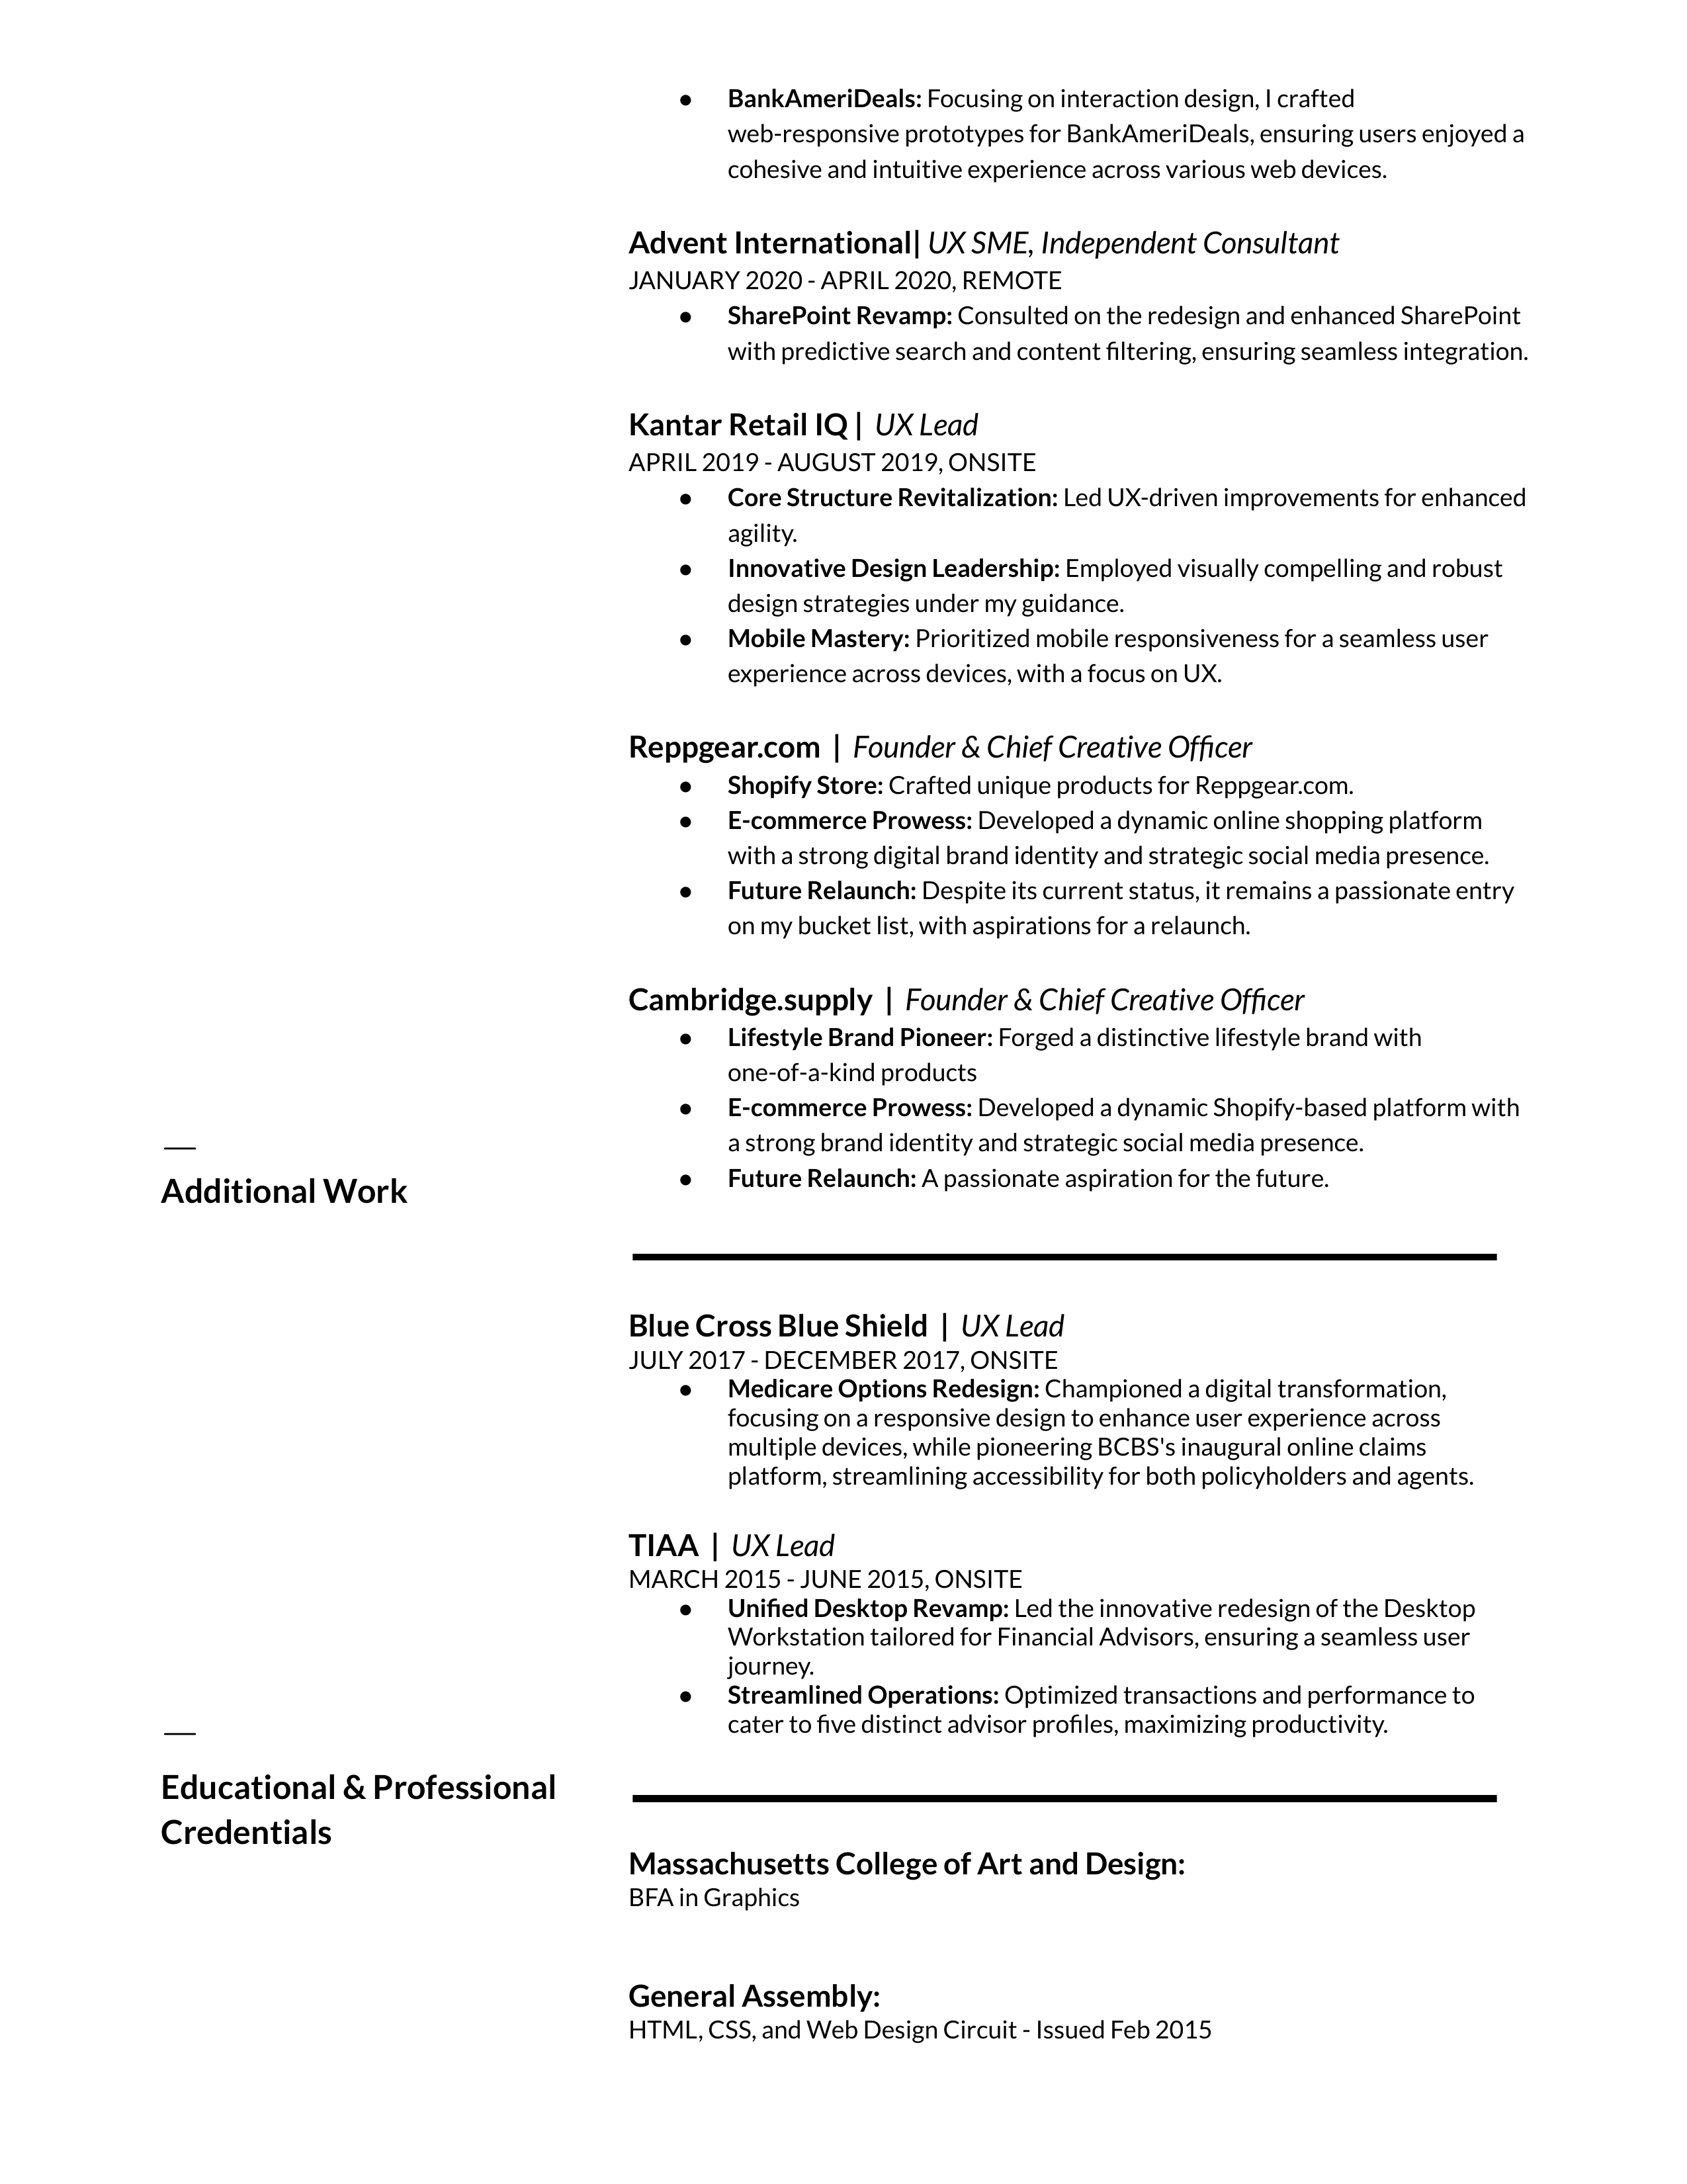 ● BankAmeriDeals: Focusing on interaction design, I crafted
web-responsive prototypes for BankAmeriDeals, ensuring users enjoyed a
cohesive and intuitive experience across various web devices.
Advent International| UX SME, Independent Consultant
JANUARY 2020 - APRIL 2020, REMOTE
● SharePoint Revamp: Consulted on the redesign and enhanced SharePoint
with predictive search and content filtering, ensuring seamless integration.
Kantar Retail IQ | UX Lead
APRIL 2019 - AUGUST 2019, ONSITE
● Core Structure Revitalization: Led UX-driven improvements for enhanced
agility.
● Innovative Design Leadership: Employed visually compelling and robust
design strategies under my guidance.
● Mobile Mastery: Prioritized mobile responsiveness for a seamless user
experience across devices, with a focus on UX.
Reppgear.com | Founder & Chief Creative Officer
● Shopify Store: Crafted unique products for Reppgear.com.
● E-commerce Prowess: Developed a dynamic online shopping platform
with a strong digital brand identity and strategic social media presence.
● Future Relaunch: Despite its current status, it remains a passionate entry
on my bucket list, with aspirations for a relaunch.
Cambridge.supply | Founder & Chief Creative Officer
● Lifestyle Brand Pioneer: Forged a distinctive lifestyle brand with
one-of-a-kind products
● E-commerce Prowess: Developed a dynamic Shopify-based platform with
a strong brand identity and strategic social media presence.
● Future Relaunch: A passionate aspiration for the future.
Additional Work
Blue Cross Blue Shield | UX Lead
JULY 2017 - DECEMBER 2017, ONSITE
● Medicare Options Redesign: Championed a digital transformation,
focusing on a responsive design to enhance user experience across
multiple devices, while pioneering BCBS's inaugural online claims
platform, streamlining accessibility for both policyholders and agents.
TIAA | UX Lead
MARCH 2015 - JUNE 2015, ONSITE
● Unified Desktop Revamp: Led the innovative redesign of the Desktop
Workstation tailored for Financial Advisors, ensuring a seamless user
journey.
● Streamlined Operations: Optimized transactions and performance to
cater to five distinct advisor profiles, maximizing productivity.
Educational & Professional
Credentials
Massachusetts College of Art and Design:
BFA in Graphics
General Assembly:
HTML, CSS, and Web Design Circuit - Issued Feb 2015